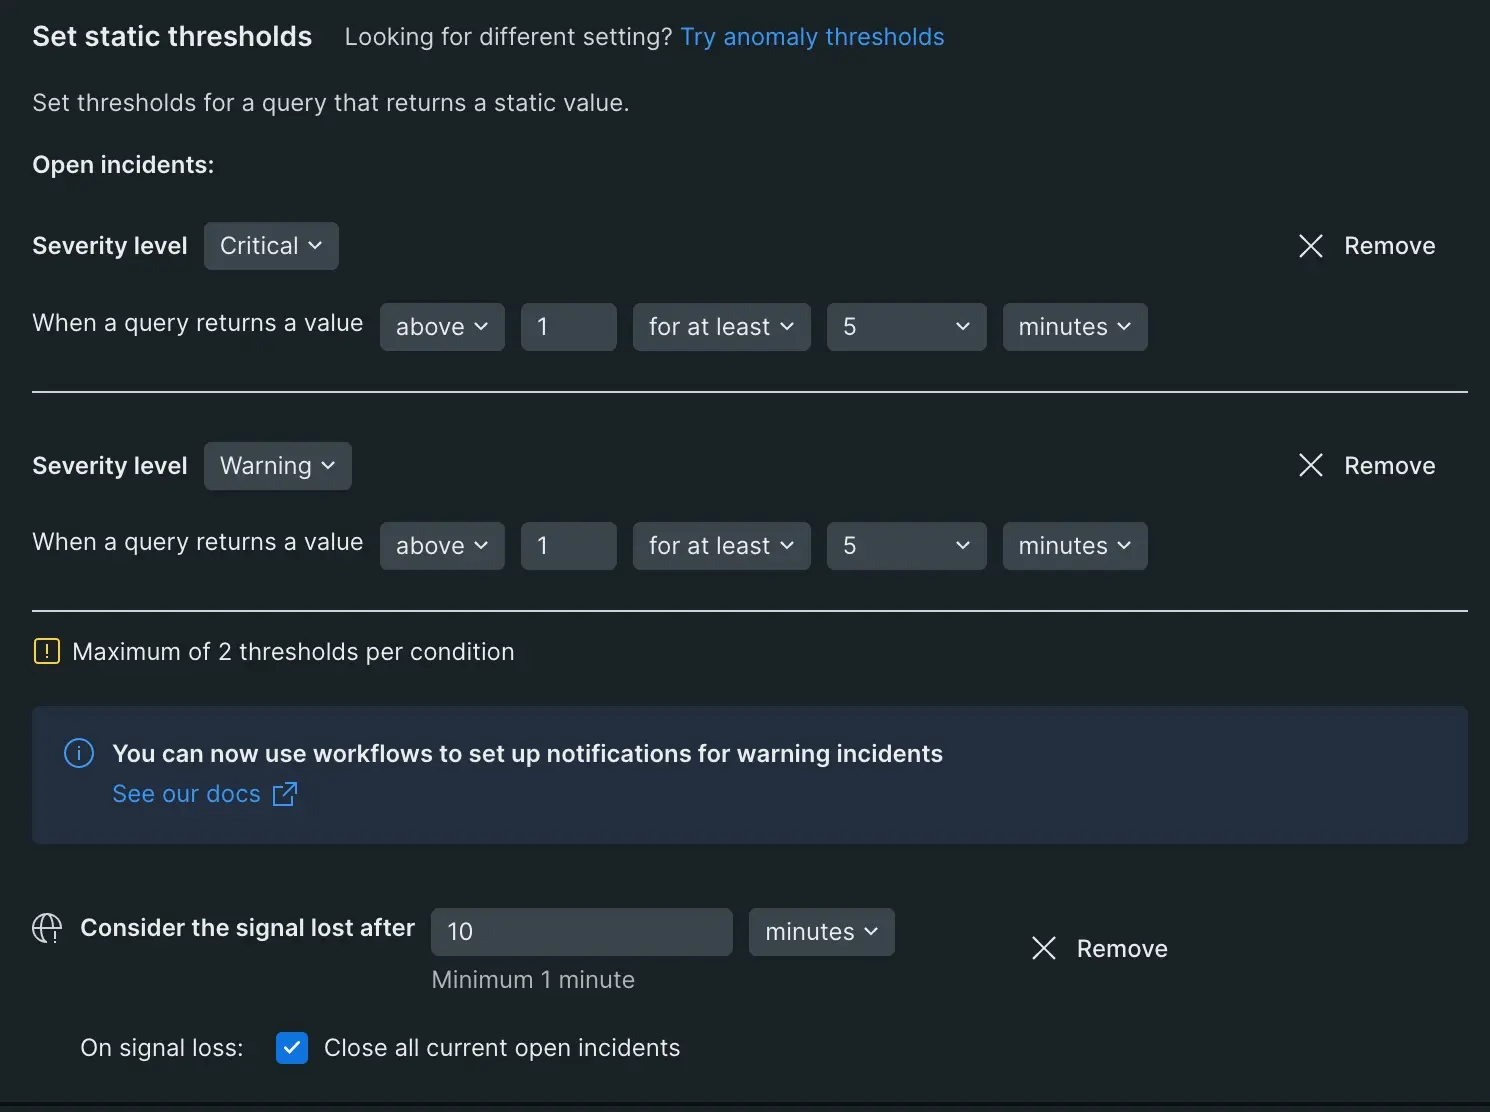 Set static thresholds Looking for different setting? Try anomaly thresholds
Set thresholds for a query that returns a static value.
Open incidents:
Severity level Critical Remove
When a query returns a value above 1 for at least 5 minutes
Severity level Warning Remove
When a query returns a value above 1 for at least 5 minutes
Maximum of 2 thresholds per condition
You can now use workflows to set up notifications for warning incidents
See our docs
Consider the signal lost after 10 minutes Remove
Minimum 1 minute
On signal loss: Close all current open incidents